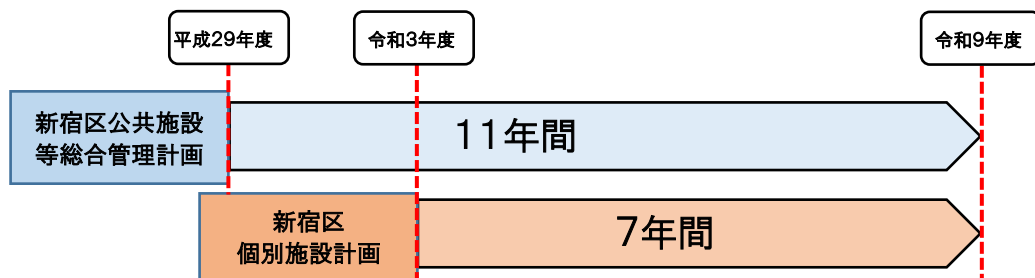 平成29年度
令和3年度
令和9年度
新宿区公共施設
等総合管理計画
11年間
新宿区
個別施設計画
7年間